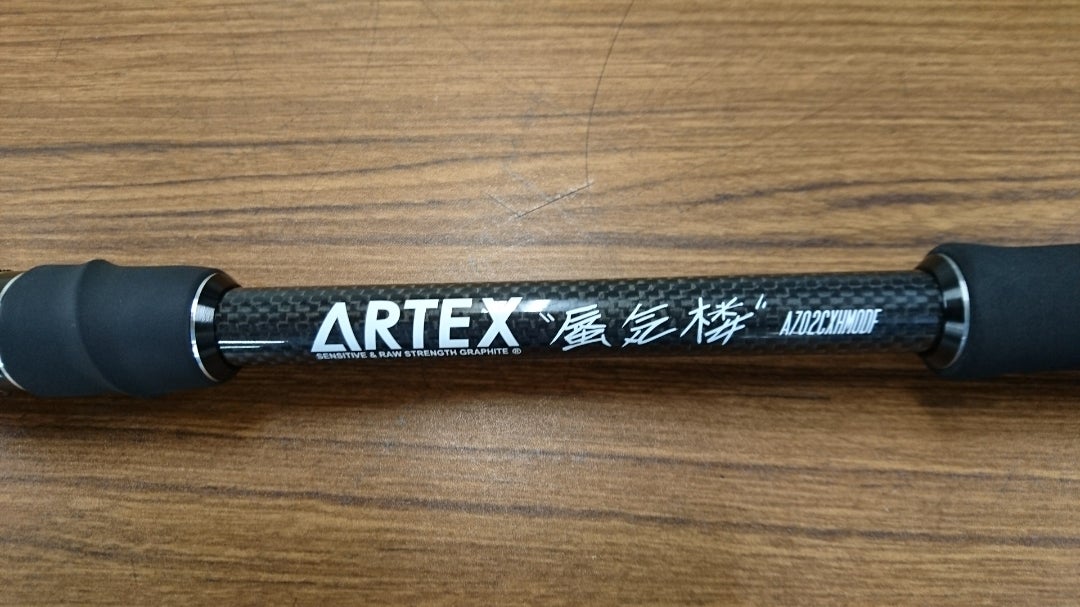 ARTEX "蜃気楼" AZ02CXHMODF
SENSITIVE & RAW STRENGTH GRAPHITE ®